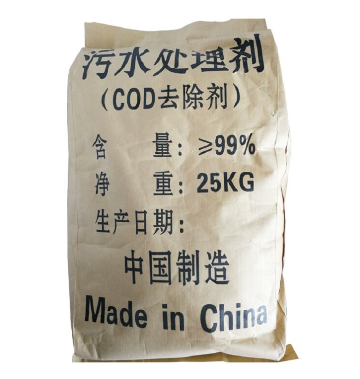 污水处理剂
(COD去除剂)
含 量: ≥99%
净 重: 25KG
生产日期:
中国制造
Made in China